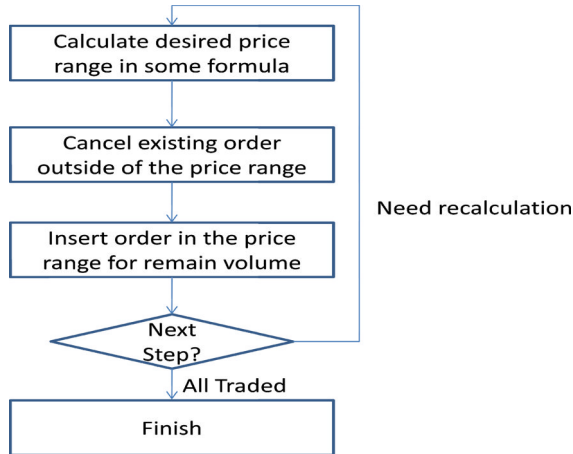 Calculate desired price
range in some formula
Cancel existing order
outside of the price range
Need recalculation
Insert order in the price
range for remain volume
Next
Step?
All Traded
Finish